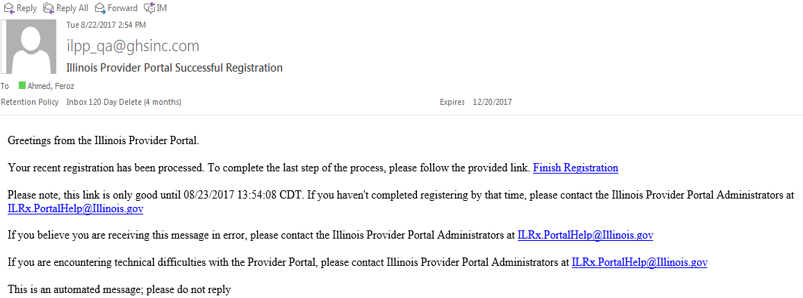 Reply Reply All Forward IM
Tue 8/22/2017 2:54 PM
ilpp_qa@ghsinc.com
Illinois Provider Portal Successful Registration
To Ahmed, Feroz
Retention Policy Inbox 120 Day Delete (4 months) Expires 12/20/2017
Greetings from the Illinois Provider Portal.
Your recent registration has been processed. To complete the last step of the process, please follow the provided link. Finish Registration
Please note, this link is only good until 08/23/2017 13:54:08 CDT. If you haven't completed registering by that time, please contact the Illinois Provider Portal Administrators at
ILRx.PortalHelp@Illinois.gov
If you believe you are receiving this message in error, please contact the Illinois Provider Portal Administrators at ILRx.PortalHelp@Illinois.gov
If you are encountering technical difficulties with the Provider Portal, please contact Illinois Provider Portal Administrators at ILRx.PortalHelp@Illinois.gov
This is an automated message; please do not reply